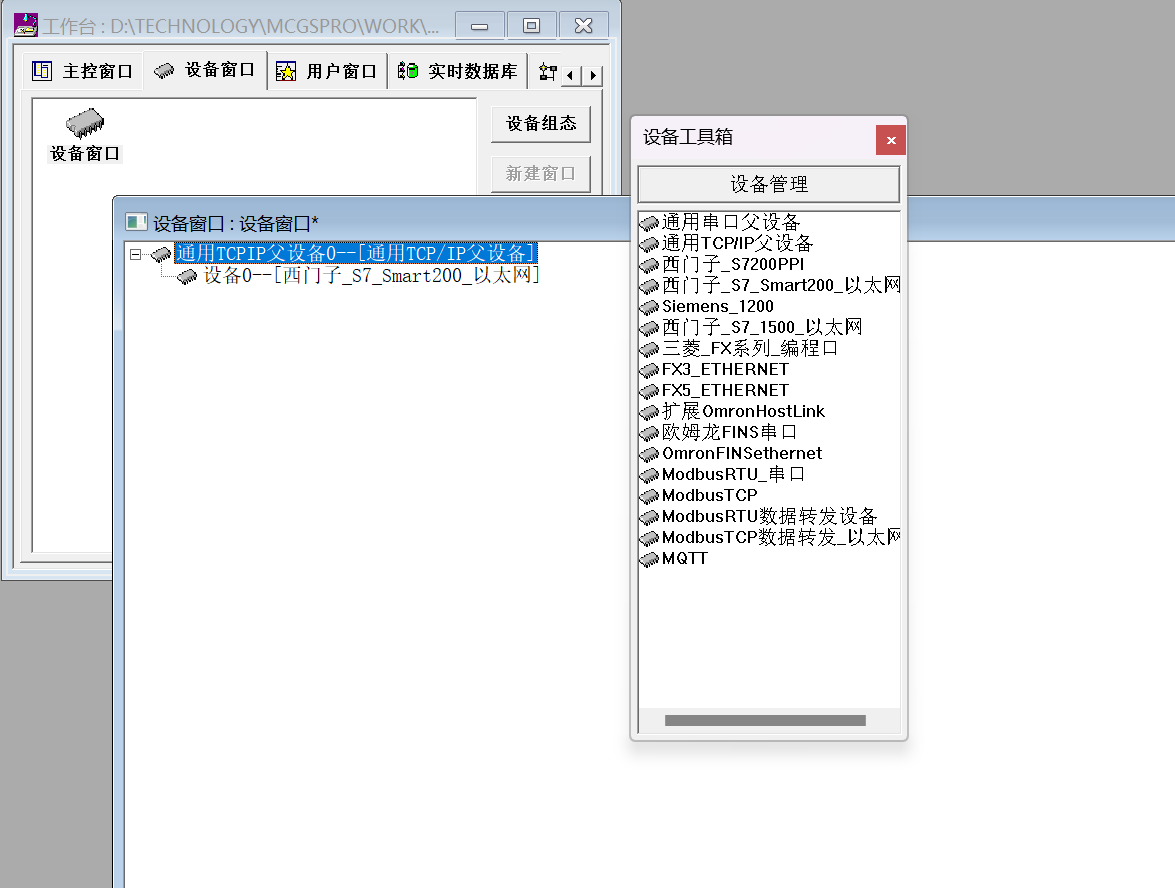 工作台 : D:\TECHNOLOGY\MCGSPRO\WORK\...
主控窗口
设备窗口
用户窗口
实时数据库
设备窗口
设备组态
新建窗口
设备窗口 : 设备窗口*
通用TCPIP父设备0--[通用TCP/IP父设备]
设备0--[西门子_S7_Smart200_以太网]
设备工具箱
设备管理
通用串口父设备
通用TCP/IP父设备
西门子_S7200PPI
西门子_S7_Smart200_以太网
Siemens_1200
西门子_S7_1500_以太网
三菱_FX系列_编程口
FX3_ETHERNET
FX5_ETHERNET
扩展OmronHostLink
欧姆龙FINS串口
OmronFINSethernet
ModbusRTU_串口
ModbusTCP
ModbusRTU数据转发设备
ModbusTCP数据转发_以太网
MQTT